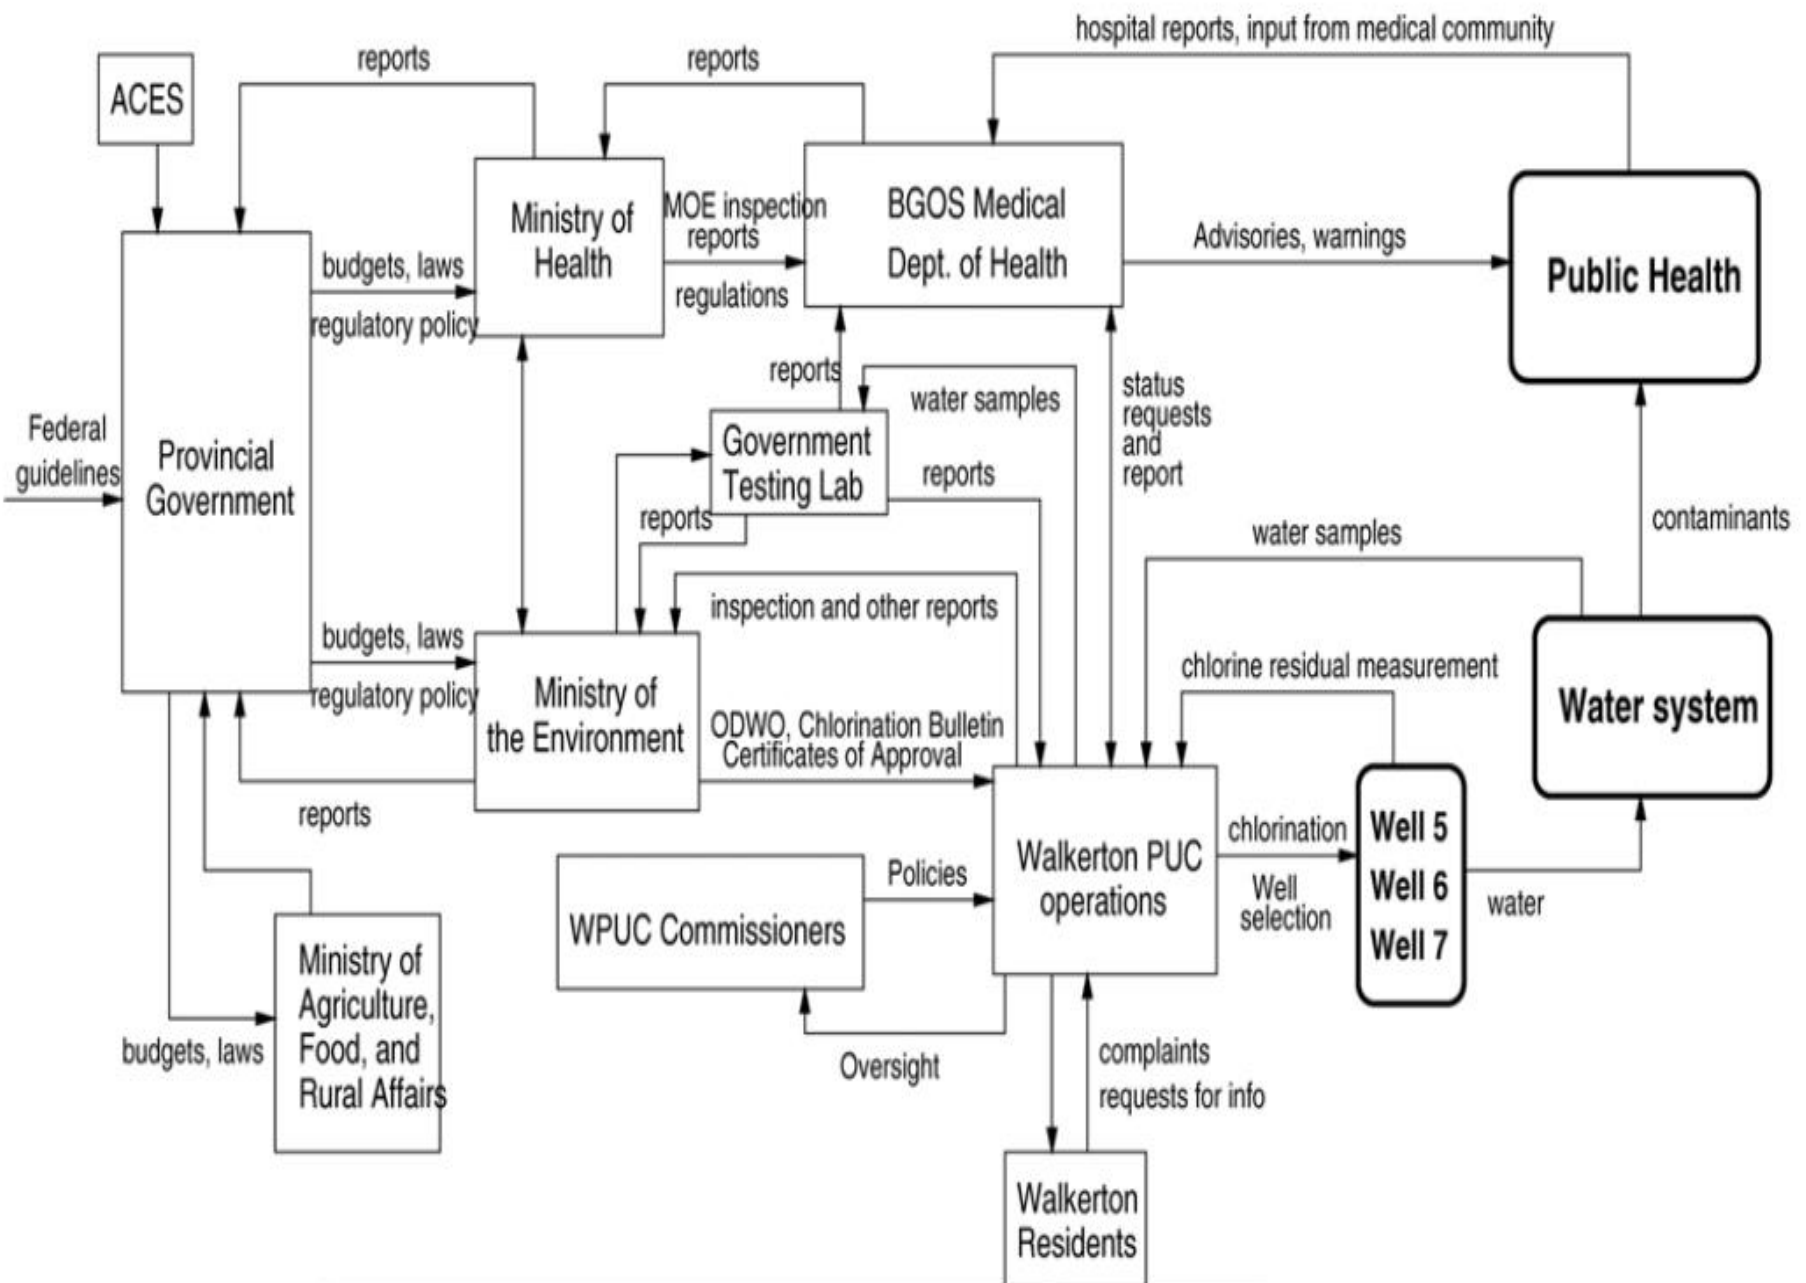 hospital reports, input from medical community
reports
reports
ACES
Ministry of
Health
MOE inspection
reports
regulations
BGOS Medical
Dept. of Health
Advisories, warnings
Public Health
budgets, laws
regulatory policy
Federal
guidelines
Provincial
Government
reports
water samples
status
requests
and
report
Government
Testing Lab
reports
reports
water samples
contaminants
inspection and other reports
budgets, laws
regulatory policy
Ministry of
the Environment
ODWO, Chlorination Bulletin
Certificates of Approval
chlorine residual measurement
Water system
reports
WPUC Commissioners
Policies
Walkerton PUC
operations
chlorination
Well
selection
Well 5
Well 6
Well 7
water
Ministry of
Agriculture,
Food, and
Rural Affairs
budgets, laws
Oversight
complaints
requests for info
Walkerton
Residents